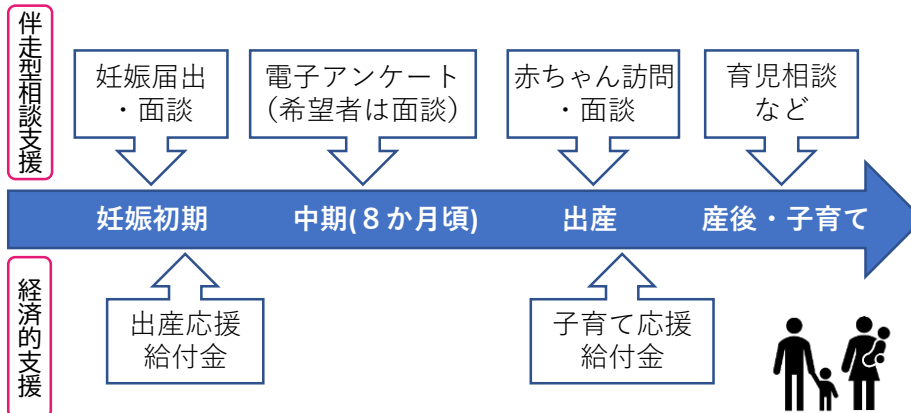 伴走型相談支援
妊娠届出
・面談
電子アンケート
（希望者は面談）
赤ちゃん訪問
・面談
育児相談
など
妊娠初期
中期(８か月頃)
出産
産後・子育て
経済的支援
出産応援
給付金
子育て応援
給付金